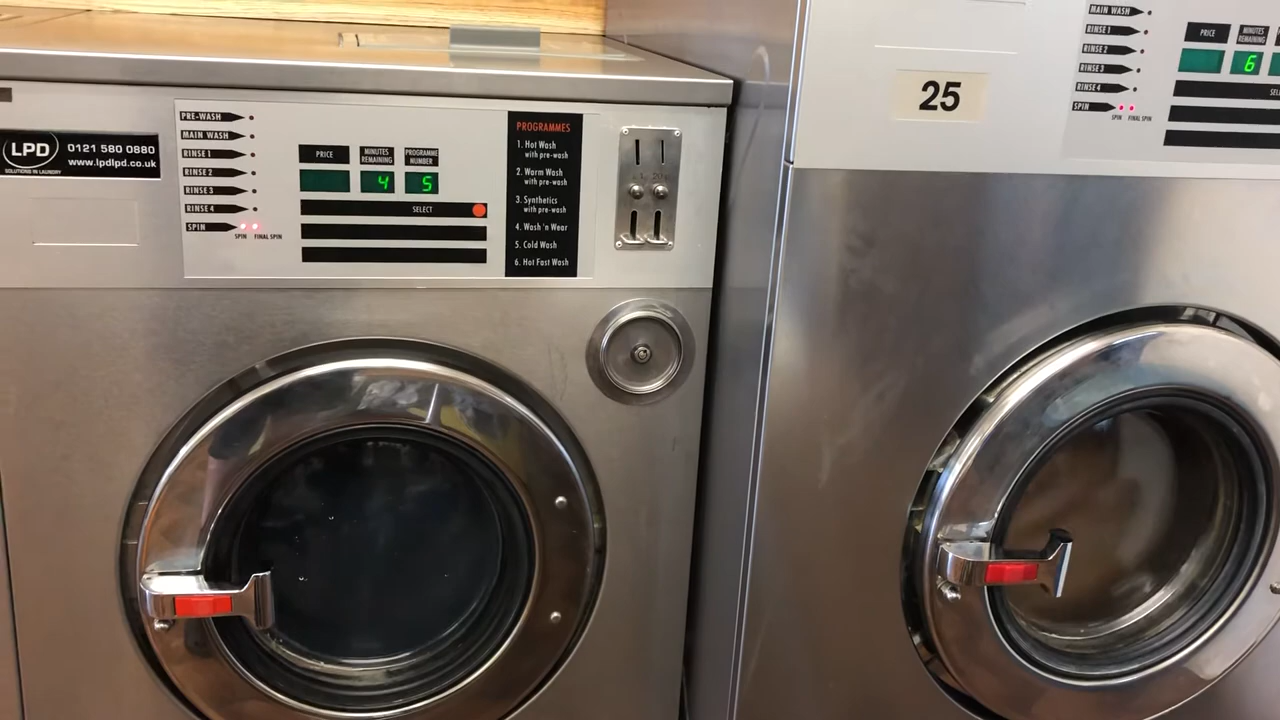 LPD
SOLUTIONS IN LAUNDRY
0121 580 0880
www.lpdlpd.co.uk
PRE-WASH
MAIN WASH
RINSE 1
RINSE 2
RINSE 3
RINSE 4
SPIN
SPIN FINAL SPIN
PRICE
MINUTES REMAINING
PROGRAMME NUMBER
4 5
SELECT
PROGRAMMES
1. Hot Wash
with pre-wash
2. Warm Wash
with pre-wash
3. Synthetics
with pre-wash
4. Wash 'n Wear
5. Cold Wash
6. Hot Fast Wash
25
MAIN WASH
RINSE 1
RINSE 2
RINSE 3
RINSE 4
SPIN
SPIN FINAL SPIN
PRICE
MINUTES REMAINING
6